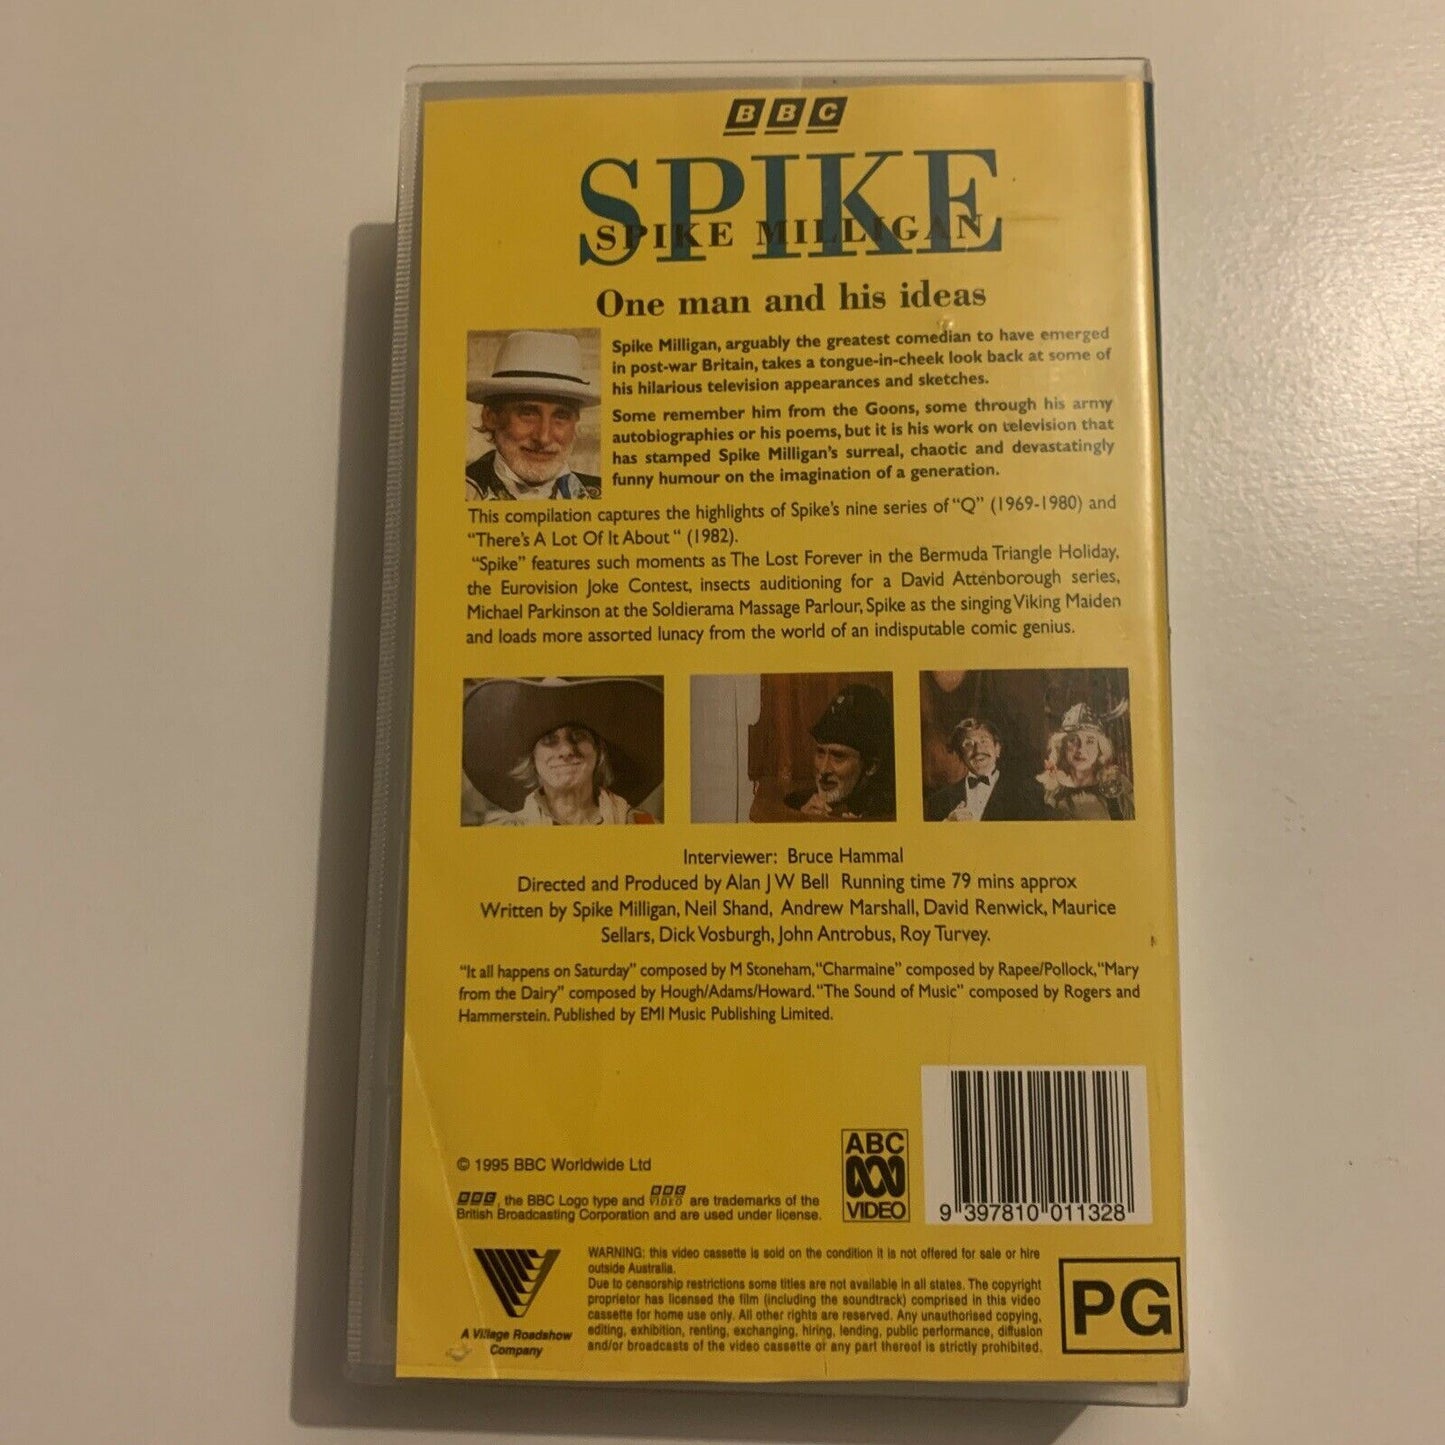 BBC
SPIKE
SPIKE MILLIGAN
One man and his ideas
Spike Milligan, arguably the greatest comedian to have emerged
in post-war Britain, takes a tongue-in-cheek look back at some of
his hilarious television appearances and sketches.
Some remember him from the Goons, some through his army
autobiographies or his poems, but it is his work on television that
has stamped Spike Milligan's surreal, chaotic and devastatingly
funny humour on the imagination of a generation.
This compilation captures the highlights of Spike's nine series of "Q" (1969-1980) and
"There's A Lot Of It About " (1982).
"Spike" features such moments as The Lost Forever in the Bermuda Triangle Holiday,
the Eurovision Joke Contest, insects auditioning for a David Attenborough series,
Michael Parkinson at the Soldierama Massage Parlour, Spike as the singing Viking Maiden
and loads more assorted lunacy from the world of an indisputable comic genius.
Interviewer: Bruce Hammal
Directed and Produced by Alan J W Bell Running time 79 mins approx
Written by Spike Milligan, Neil Shand, Andrew Marshall, David Renwick, Maurice
Sellars, Dick Vosburgh, John Antrobus, Roy Turvey.
"It all happens on Saturday" composed by M Stoneham, "Charmaine" composed by Rapee/Pollock, "Mary
from the Dairy" composed by Hough/Adams/Howard. "The Sound of Music" composed by Rogers and
Hammerstein. Published by EMI Music Publishing Limited.
© 1995 BBC Worldwide Ltd
BBC, the BBC Logo type and BBC VIDEO are trademarks of the
British Broadcasting Corporation and are used under license.
ABC
VIDEO
9 397810 011328
A Village Roadshow
Company
WARNING: this video cassette is sold on the condition it is not offered for sale or hire
outside Australia.
Due to censorship restrictions some titles are not available in all states. The copyright
proprietor has licensed the film (including the soundtrack) comprised in this video
cassette for home use only. All other rights are reserved. Any unauthorised copying,
editing, exhibition, renting, exchanging, hiring, lending, public performance, diffusion
and/or broadcasts of the video cassette or any part thereof is strictly prohibited.
PG